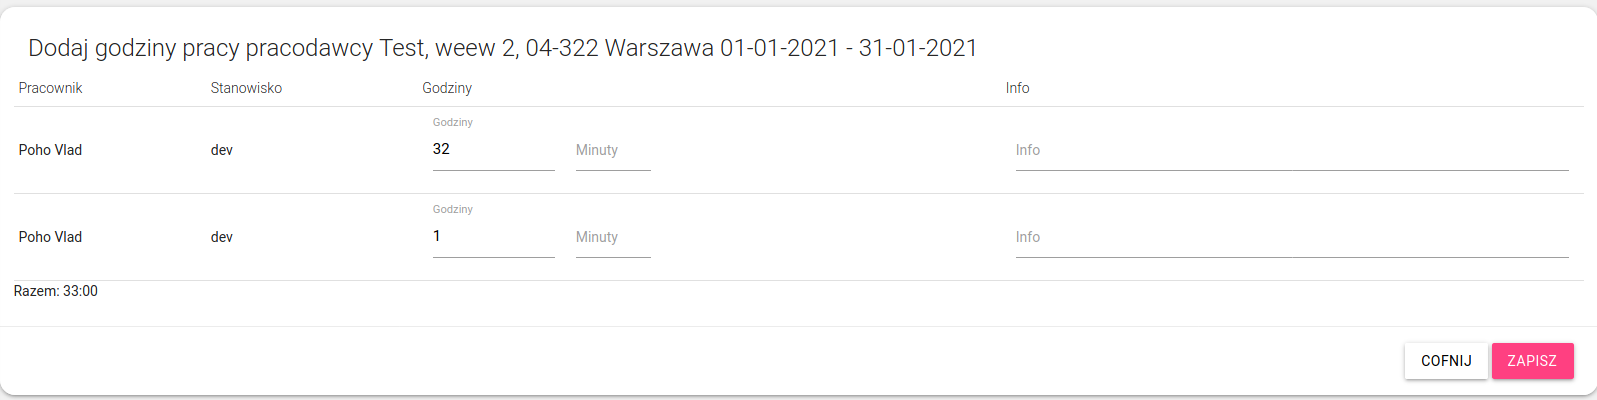 Dodaj godziny pracy pracodawcy Test, weew 2, 04-322 Warszawa 01-01-2021 - 31-01-2021
Pracownik Stanowisko Godziny Info
Godziny
Poho Vlad dev 32 Minuty Info
Godziny
Poho Vlad dev 1 Minuty Info
Razem: 33:00
COFNIJ ZAPISZ